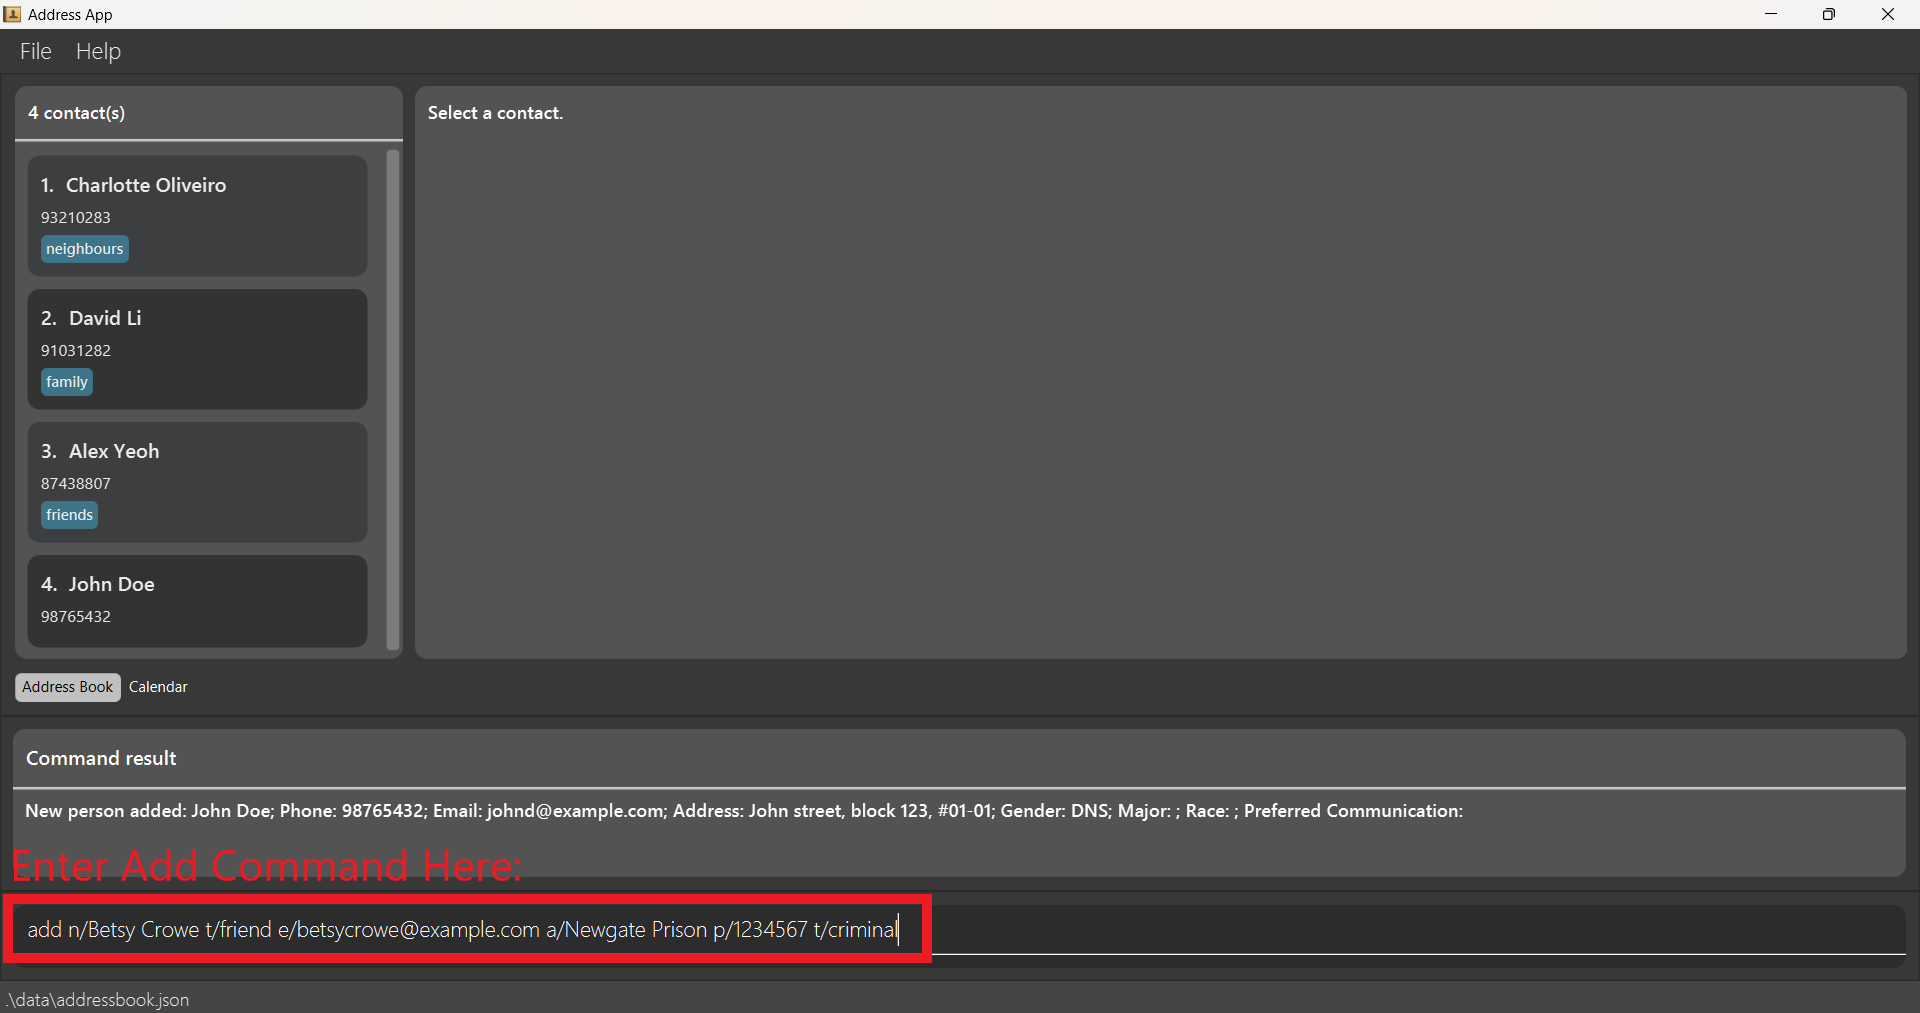 Address App
File Help
4 contact(s)
1. Charlotte Oliveiro
93210283
neighbours
2. David Li
91031282
family
3. Alex Yeoh
87438807
friends
4. John Doe
98765432
Select a contact.
Address Book Calendar
Command result
New person added: John Doe; Phone: 98765432; Email: johnd@example.com; Address: John street, block 123, #01-01; Gender: DNS; Major: ; Race: ; Preferred Communication:
Enter Add Command Here:
add n/Betsy Crowe t/friend e/betsycrowe@example.com a/Newgate Prison p/1234567 t/criminal
.\data\addressbook.json